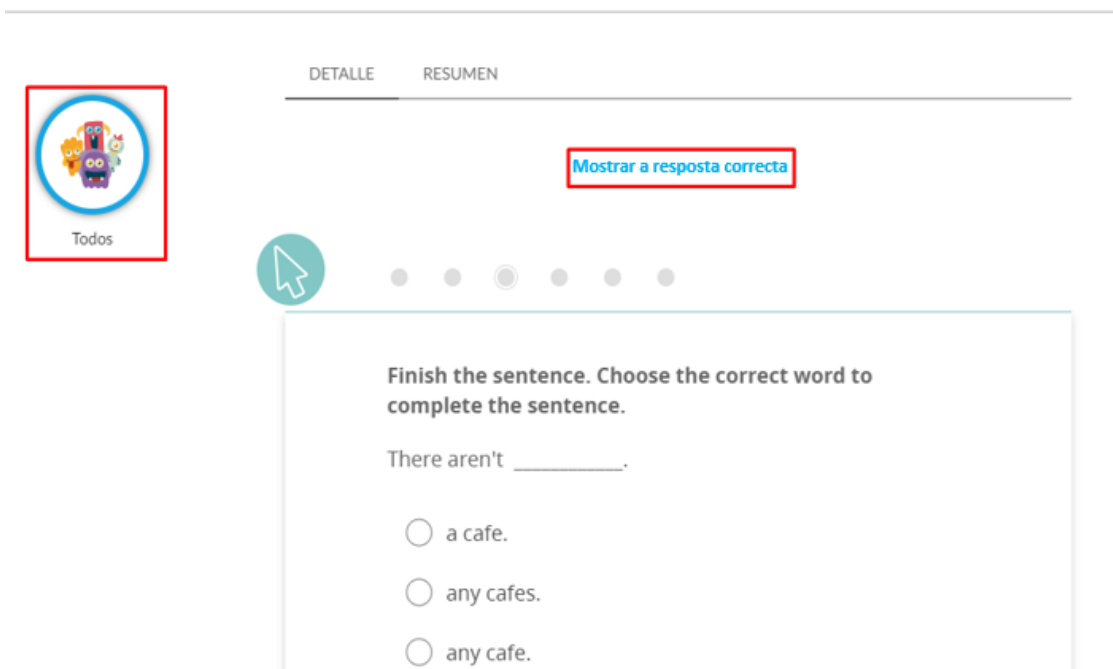 DETALLE RESUMEN
Mostrar a resposta correcta
Todos
Finish the sentence. Choose the correct word to
complete the sentence.
There aren't ____________.
a cafe.
any cafes.
any cafe.